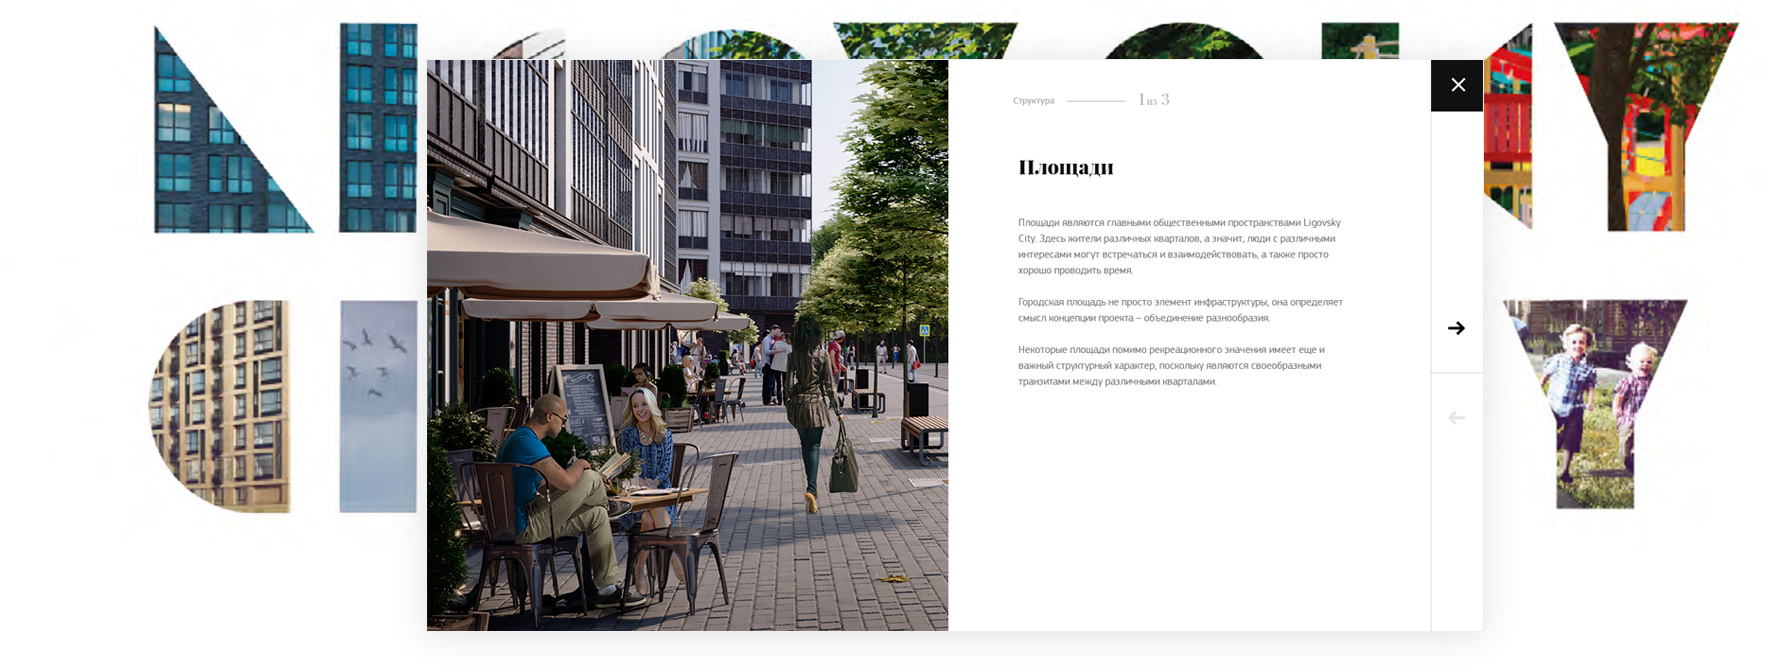 Структура 1 из 3
Площади
Площади являются главными общественными пространствами Ligovsky
City. Здесь жители различных кварталов, а значит, люди с различными
интересами могут встречаться и взаимодействовать, а также просто
хорошо проводить время.
Городская площадь не просто элемент инфраструктуры, она определяет
смысл концепции проекта – объединение разнообразия.
Некоторые площади помимо рекреационного значения имеет еще и
важный структурный характер, поскольку являются своеобразными
транзитами между различными кварталами.